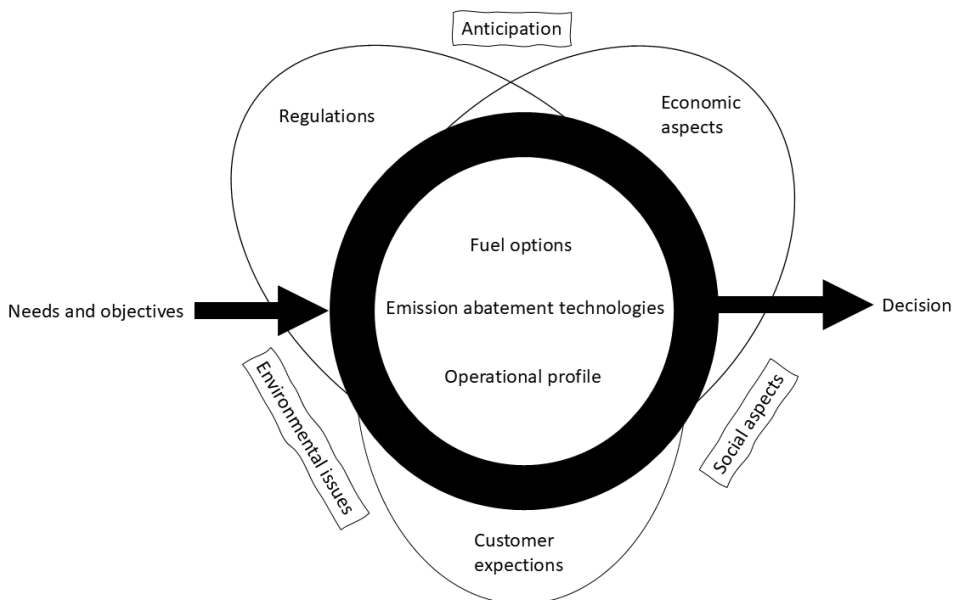 Anticipation
Regulations
Economic
aspects
Fuel options
Emission abatement technologies
Needs and objectives
Decision
Operational profile
Environmental issues
Social aspects
Customer
expections